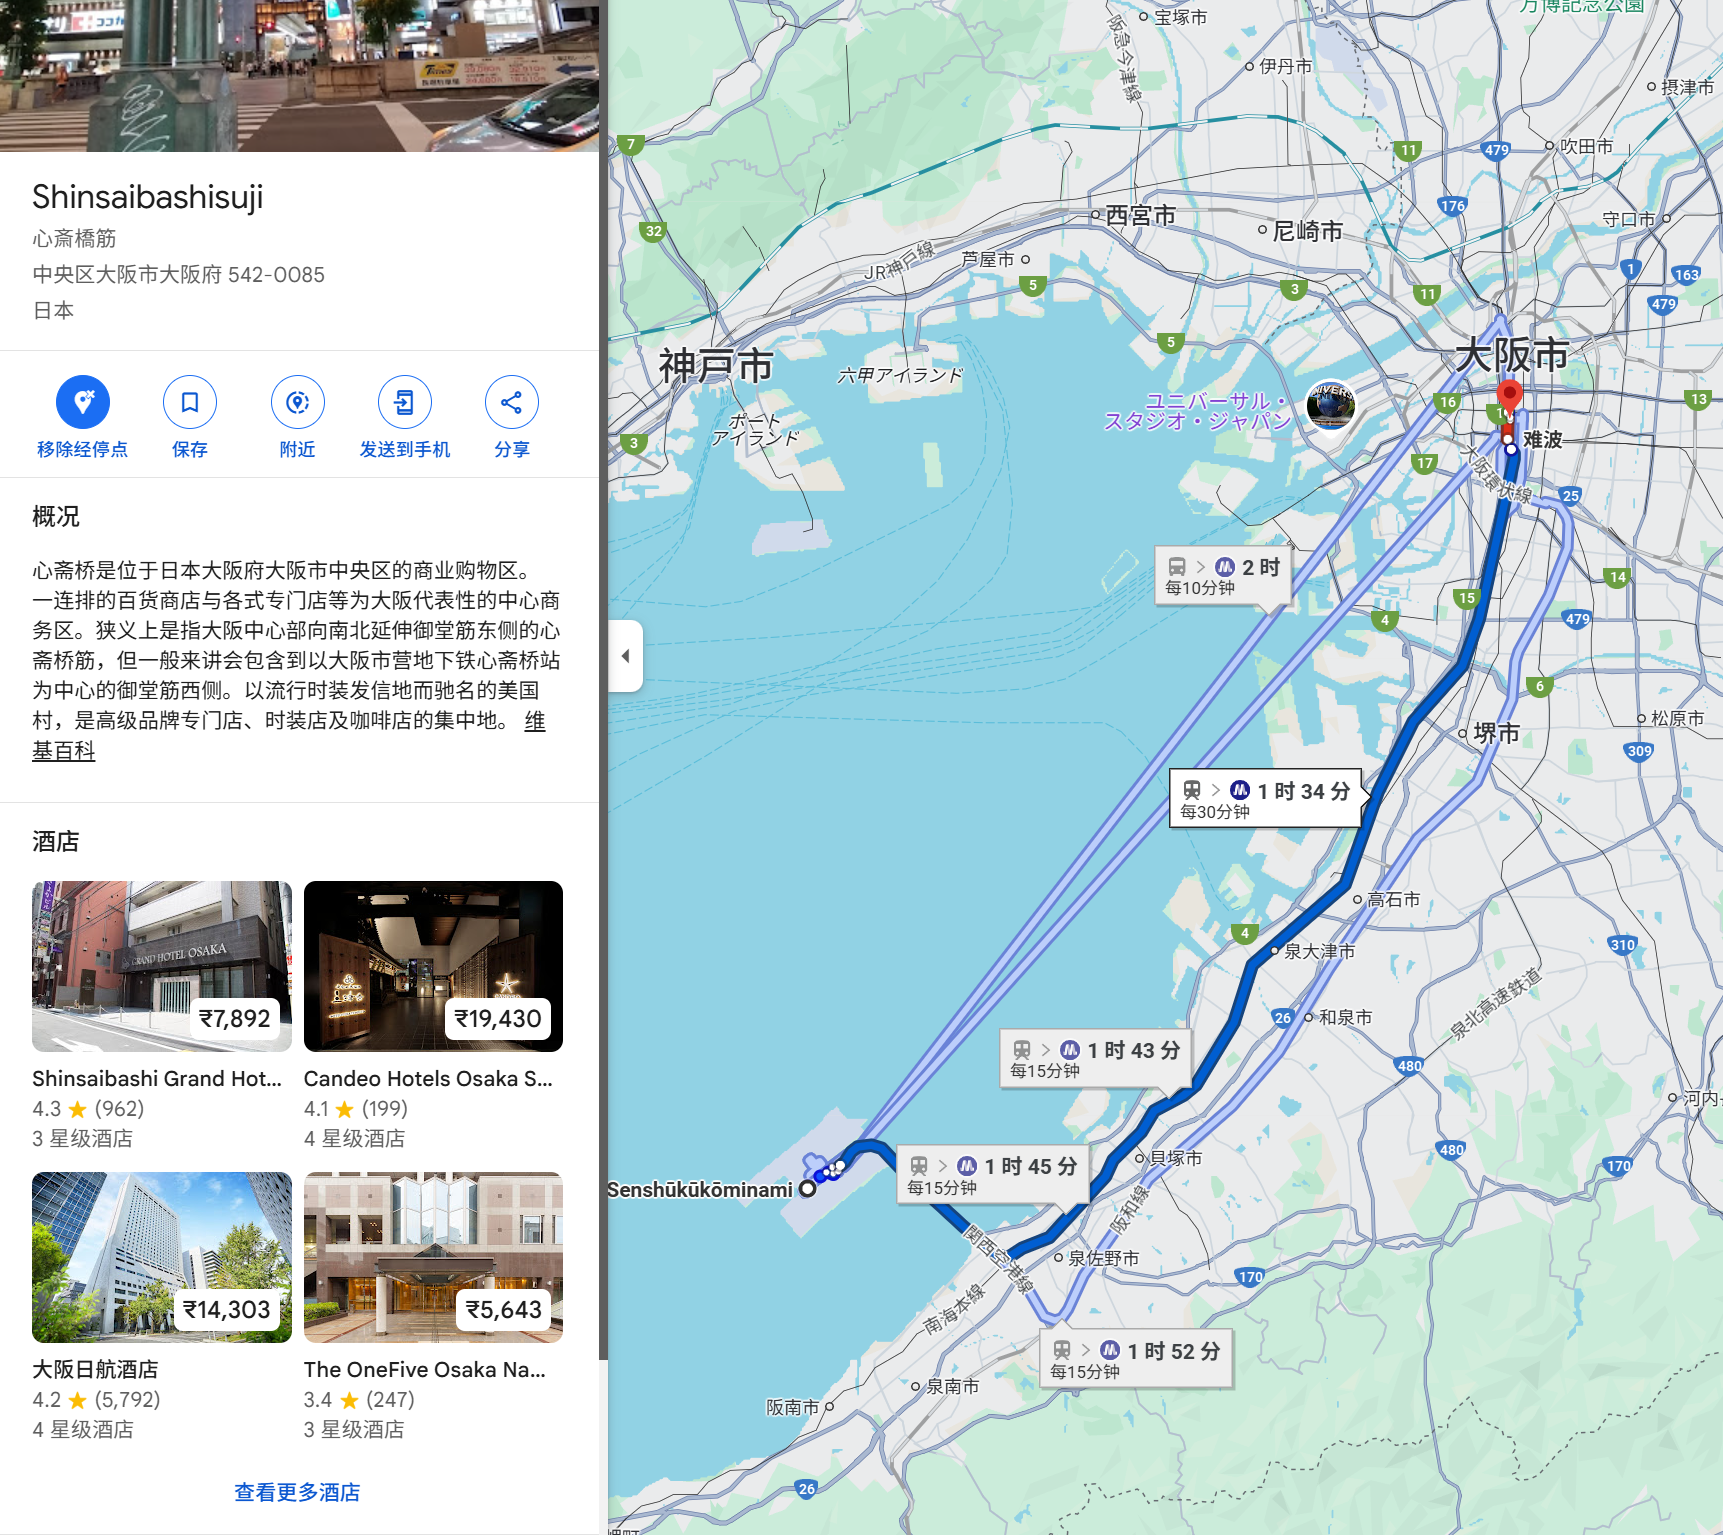 Shinsaibashisuji
心斎橋筋
中央区大阪市大阪府 542-0085
日本
移除经停点
保存
附近
发送到手机
分享
概况
心斋桥是位于日本大阪府大阪市中央区的商业购物区。
一连排的百货商店与各式专门店等为大阪代表性的中心商
务区。狭义上是指大阪中心部向南北延伸御堂筋东侧的心
斋桥筋，但一般来讲会包含到以大阪市营地下铁心斋桥站
为中心的御堂筋西侧。以流行时装发信地而驰名的美国
村，是高级品牌专门店、时装店及咖啡店的集中地。 维
基百科
酒店
GRAND HOTEL OSAKA
₹7,892
₹19,430
Shinsaibashi Grand Hot...
Candeo Hotels Osaka S...
4.3 ★ (962)
4.1 ★ (199)
3 星级酒店
4 星级酒店
₹14,303
₹5,643
大阪日航酒店
The OneFive Osaka Na...
4.2 ★ (5,792)
3.4 ★ (247)
4 星级酒店
3 星级酒店
查看更多酒店
万博記念公園
宝塚市
阪急今津線
伊丹市
摂津市
7
11
479
吹田市
176
32
西宮市
尼崎市
守口市
JR神戸線
芦屋市
1
163
5
3
11
479
神戸市
5
大阪市
六甲アイランド
ユニバーサル・
スタジオ・ジャパン
16
13
ポート
アイランド
3
难波
17
大阪環状線
25
2 时
每10分钟
15
14
4
479
6
松原市
堺市
309
1 时 34 分
每30分钟
高石市
4
泉大津市
310
泉北高速鉄道
26
和泉市
1 时 43 分
每15分钟
480
河内
貝塚市
480
170
1 时 45 分
每15分钟
Senshūkūkōminami
阪和線
関西空港線
泉佐野市
170
南海本線
1 时 52 分
每15分钟
泉南市
阪南市
26